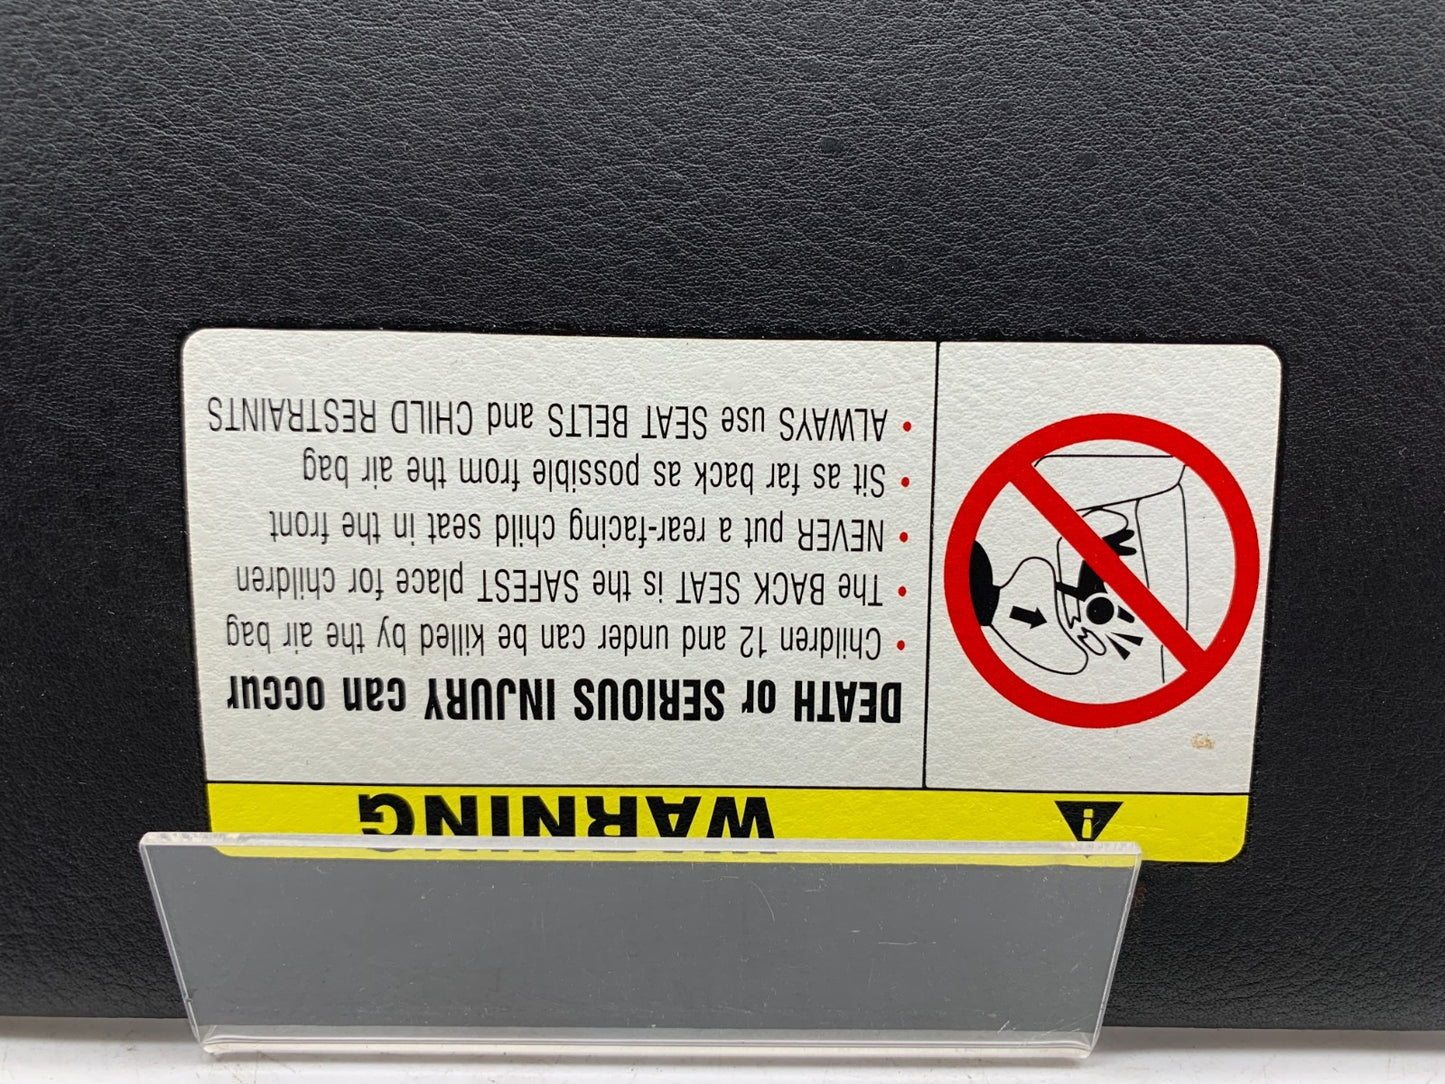 WARNING
DEATH or SERIOUS INJURY can occur
• Children 12 and under can be killed by the air bag
• The BACK SEAT is the SAFEST place for children
• NEVER put a rear-facing child seat in the front
• Sit as far back as possible from the air bag
• ALWAYS use SEAT BELTS and CHILD RESTRAINTS